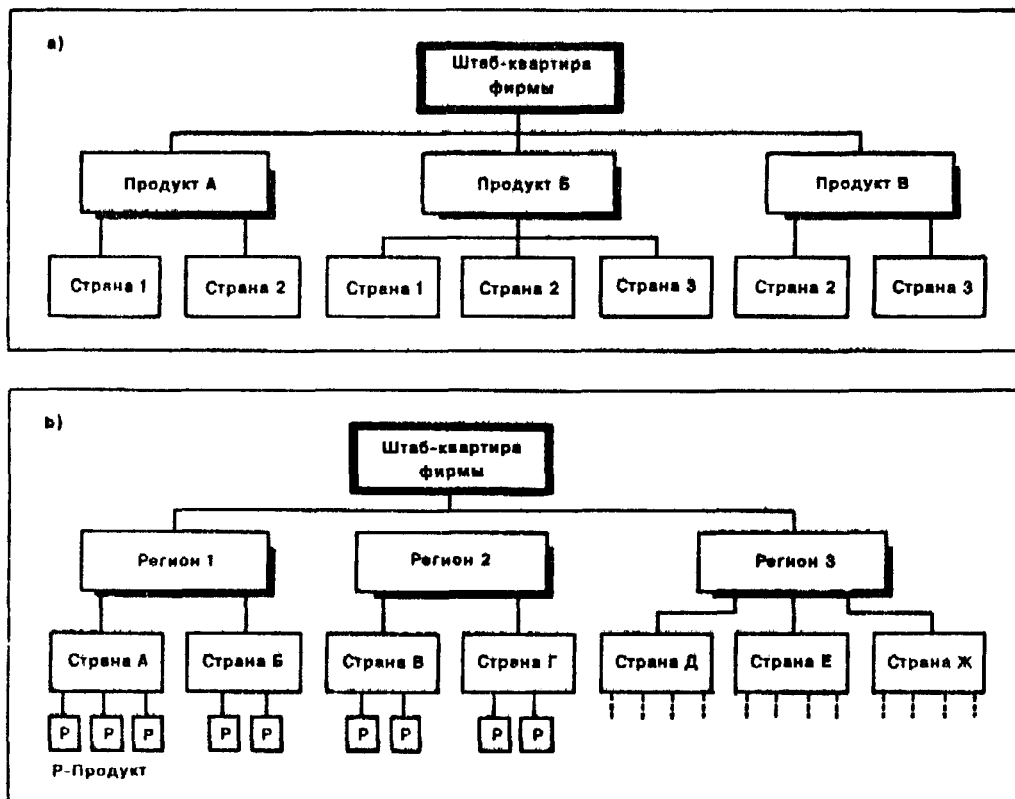 а)
Штаб-квартира
фирмы
Продукт А
Продукт Б
Продукт В
Страна 1
Страна 2
Страна 1
Страна 2
Страна 3
Страна 2
Страна 3
b)
Штаб-квартира
фирмы
Регион 1
Регион 2
Регион 3
Страна А
Страна Б
Страна В
Страна Г
Страна Д
Страна Е
Страна Ж
Р
Р
Р
Р
Р
Р
Р
Р
Р
Р-Продукт